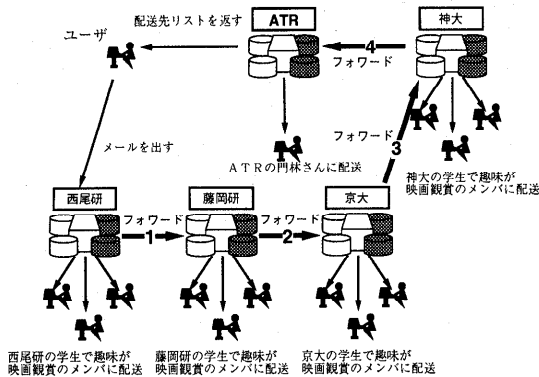 配送先リストを返す
ATR
神大
ユーザ
4
フォワード
フォワード
3
メールを出す
ATRの門林さんに配送
神大の学生で趣味が
映画観賞のメンバに配送
西尾研
藤岡研
京大
フォワード
フォワード
1
2
西尾研の学生で趣味が
映画観賞のメンバに配送
藤岡研の学生で趣味が
映画観賞のメンバに配送
京大の学生で趣味が
映画観賞のメンバに配送